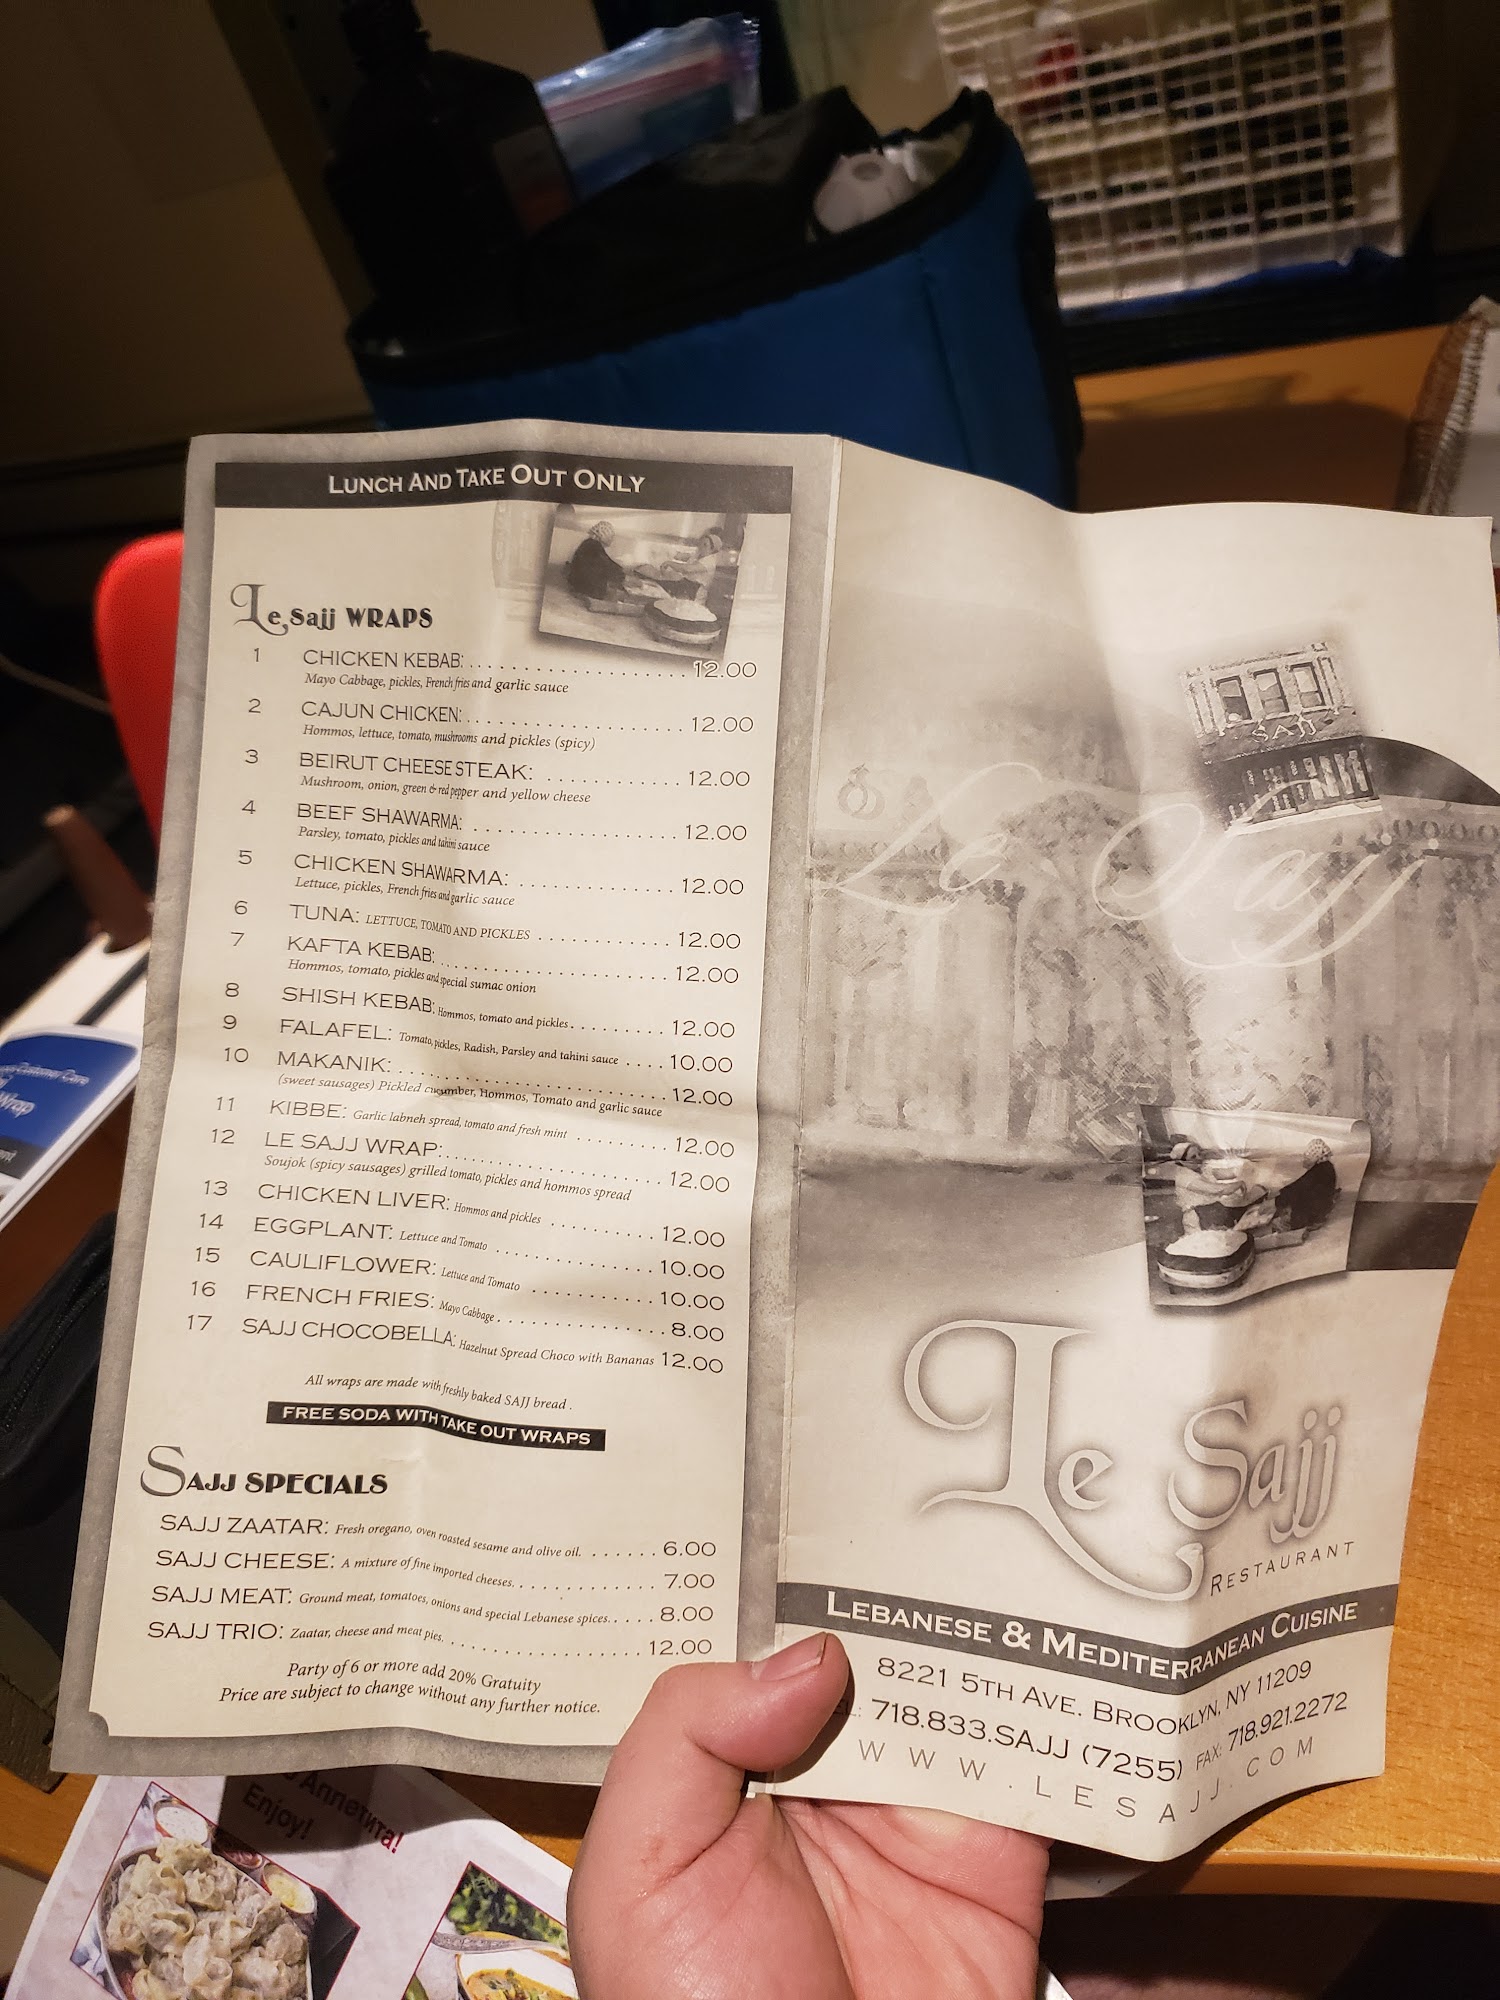 LUNCH AND TAKE OUT ONLY
Le Sajj WRAPS
1 CHICKEN KEBAB: 12.00
Mayo Cabbage, pickles, French fries and garlic sauce
2 CAJUN CHICKEN: 12.00
Hommos, lettuce, tomato, mushrooms and pickles (spicy)
3 BEIRUT CHEESE STEAK: 12.00
Mushroom, onion, green & red pepper and yellow cheese
4 BEEF SHAWARMA: 12.00
Parsley, tomato, pickles and tahini sauce
5 CHICKEN SHAWARMA: 12.00
Lettuce, pickles, French fries and garlic sauce
6 TUNA: LETTUCE, TOMATO AND PICKLES 12.00
7 KAFTA KEBAB: 12.00
Hommos, tomato, pickles and special sumac onion
8 SHISH KEBAB: Hommos, tomato and pickles 12.00
9 FALAFEL: Tomato, pickles, Radish, Parsley and tahini sauce 10.00
10 MAKANIK: 12.00
(sweet sausages) Pickled cucumber, Hommos, Tomato and garlic sauce
11 KIBBE: Garlic labneh spread, tomato and fresh mint 12.00
12 LE SAJJ WRAP: 12.00
Soujok (spicy sausages) grilled tomato, pickles and hommos spread
13 CHICKEN LIVER: Hommos and pickles 12.00
14 EGGPLANT: Lettuce and Tomato 10.00
15 CAULIFLOWER: Lettuce and Tomato 10.00
16 FRENCH FRIES: Mayo Cabbage 8.00
17 SAJJ CHOCOBELLA: Hazelnut Spread Choco with Bananas 12.00
All wraps are made with freshly baked SAJJ bread .
FREE SODA WITH TAKE OUT WRAPS
SAJJ SPECIALS
SAJJ ZAATAR: Fresh oregano, oven roasted sesame and olive oil. 6.00
SAJJ CHEESE: A mixture of fine imported cheeses. 7.00
SAJJ MEAT: Ground meat, tomatoes, onions and special Lebanese spices. 8.00
SAJJ TRIO: Zaatar, cheese and meat pies. 12.00
Party of 6 or more add 20% Gratuity
Price are subject to change without any further notice.
SAJJ
Le Sajj
Le Sajj
RESTAURANT
LEBANESE & MEDITERRANEAN CUISINE
8221 5TH AVE. BROOKLYN, NY 11209
718.833.SAJJ (7255) FAX: 718.921.2272
WWW.LESAJJ.COM
Аппетита!
Enjoy!